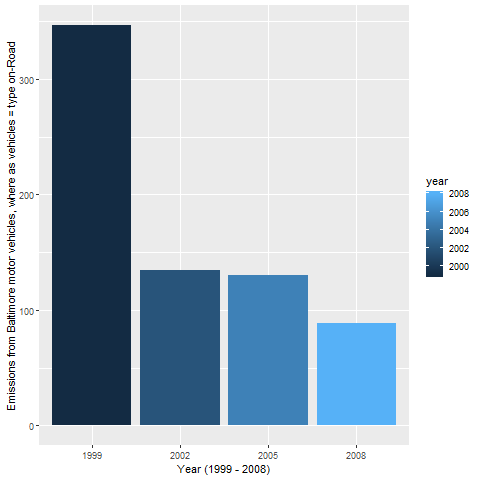 Emissions from Baltimore motor vehicles, where as vehicles = type on-Road
300
200
100
0
1999 2002 2005 2008
Year (1999 - 2008)
year
2008
2006
2004
2002
2000